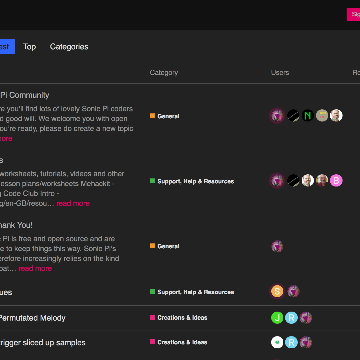 Sig
est Top Categories
Category Users Re
Pi Community
e you'll find lots of lovely Sonic Pi coders
d good will. We welcome you with open
ou're ready, please do create a new topic
more
General
s
worksheets, tutorials, videos and other
esson plans/worksheets Mehackit -
Code Club Intro -
g/en-GB/resou... read more
Support, Help & Resources
B
hank You!
Pi is free and open source and are
e to keep things this way. Sonic Pi's
erefore increasingly relies on the kind
oat... read more
General
ues
Support, Help & Resources
S
Permutated Melody
Creations & Ideas
J R
trigger sliced up samples
Creations & Ideas
R